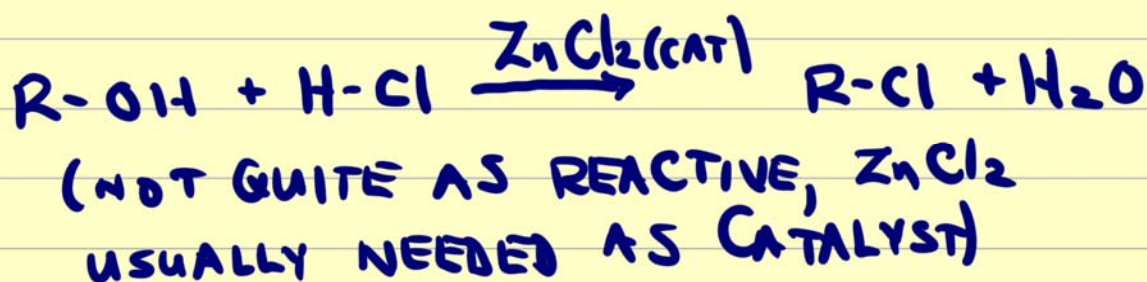 R-OH + H-Cl ZnCl2(CAT) → R-Cl + H2O
(NOT QUITE AS REACTIVE, ZnCl2
USUALLY NEEDED AS CATALYST)